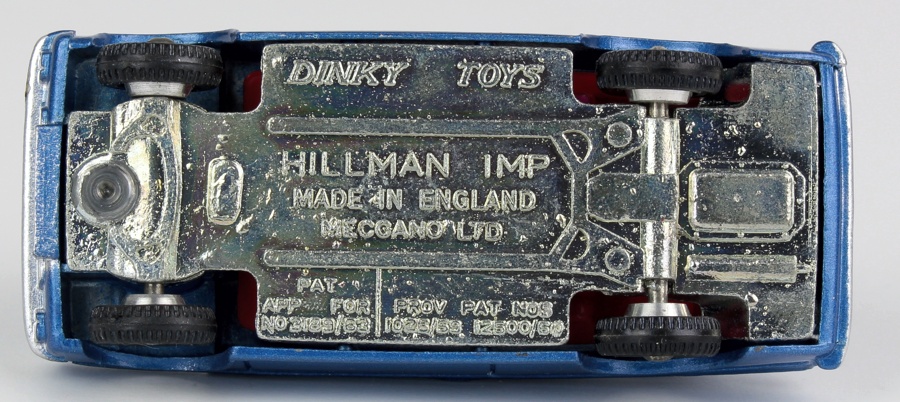 DINKY TOYS
HILLMAN IMP
MADE IN ENGLAND
MECCANO LTD
PAT
APP FOR
PROV PAT NOS